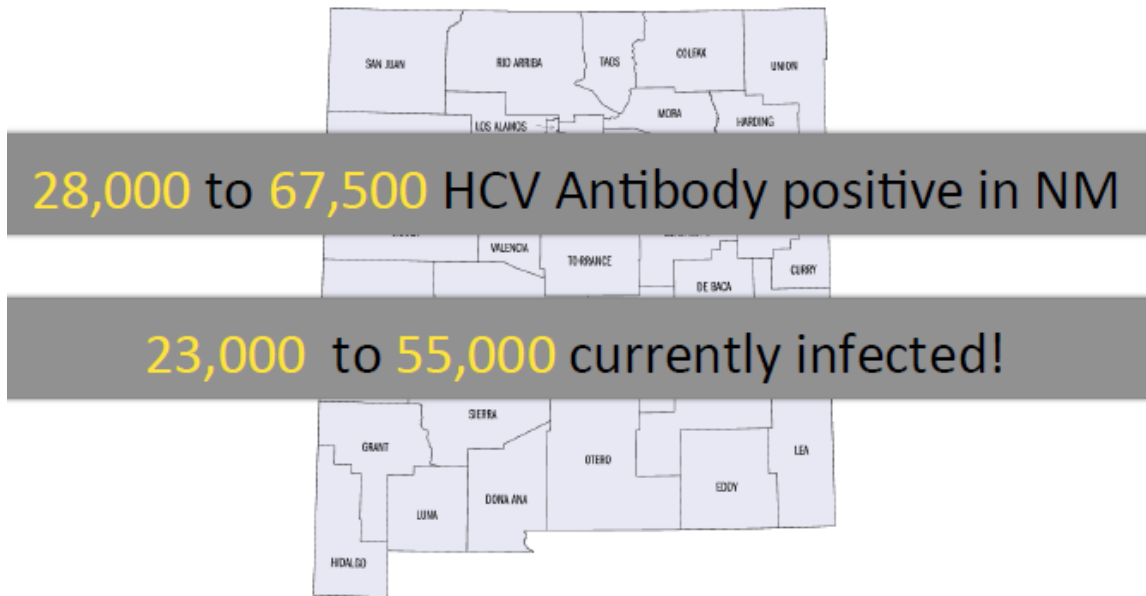 SAN JUAN
RIO ARRIBA
TAOS
COLFAX
UNION
MORA
HARDING
LOS ALAMOS
28,000 to 67,500 HCV Antibody positive in NM
VALENCIA
TORRANCE
CURRY
DE BACA
23,000 to 55,000 currently infected!
SIERRA
GRANT
OTERO
LEA
EDDY
DONA ANA
LUNA
HIDALGO